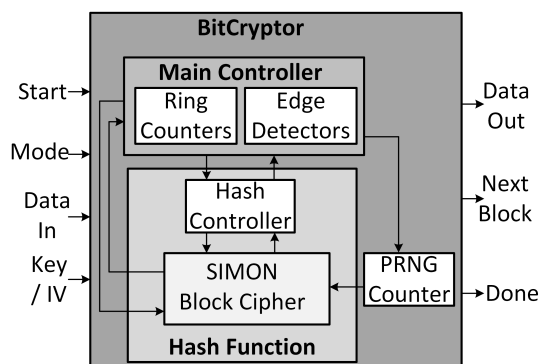 BitCryptor
Main Controller
Ring
Counters
Edge
Detectors
Start
Mode
Data
In
Key
/ IV
Hash
Controller
SIMON
Block Cipher
Hash Function
PRNG
Counter
Data
Out
Next
Block
Done